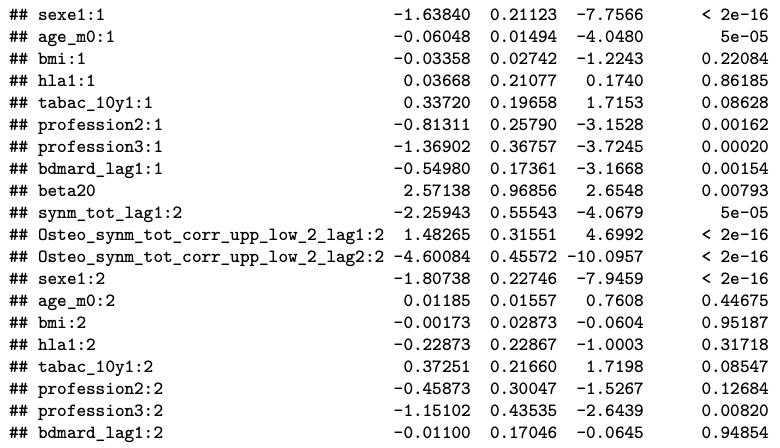 ## sexe1:1 -1.63840 0.21123 -7.7566 < 2e-16
## age_m0:1 -0.06048 0.01494 -4.0480 5e-05
## bmi:1 -0.03358 0.02742 -1.2243 0.22084
## hla1:1 0.03668 0.21077 0.1740 0.86185
## tabac_10y1:1 0.33720 0.19658 1.7153 0.08628
## profession2:1 -0.81311 0.25790 -3.1528 0.00162
## profession3:1 -1.36902 0.36757 -3.7245 0.00020
## bdmard_lag1:1 -0.54980 0.17361 -3.1668 0.00154
## beta20 2.57138 0.96856 2.6548 0.00793
## synm_tot_lag1:2 -2.25943 0.55543 -4.0679 5e-05
## Osteo_synm_tot_corr_upp_low_2_lag1:2 1.48265 0.31551 4.6992 < 2e-16
## Osteo_synm_tot_corr_upp_low_2_lag2:2 -4.60084 0.45572 -10.0957 < 2e-16
## sexe1:2 -1.80738 0.22746 -7.9459 < 2e-16
## age_m0:2 0.01185 0.01557 0.7608 0.44675
## bmi:2 -0.00173 0.02873 -0.0604 0.95187
## hla1:2 -0.22873 0.22867 -1.0003 0.31718
## tabac_10y1:2 0.37251 0.21660 1.7198 0.08547
## profession2:2 -0.45873 0.30047 -1.5267 0.12684
## profession3:2 -1.15102 0.43535 -2.6439 0.00820
## bdmard_lag1:2 -0.01100 0.17046 -0.0645 0.94854